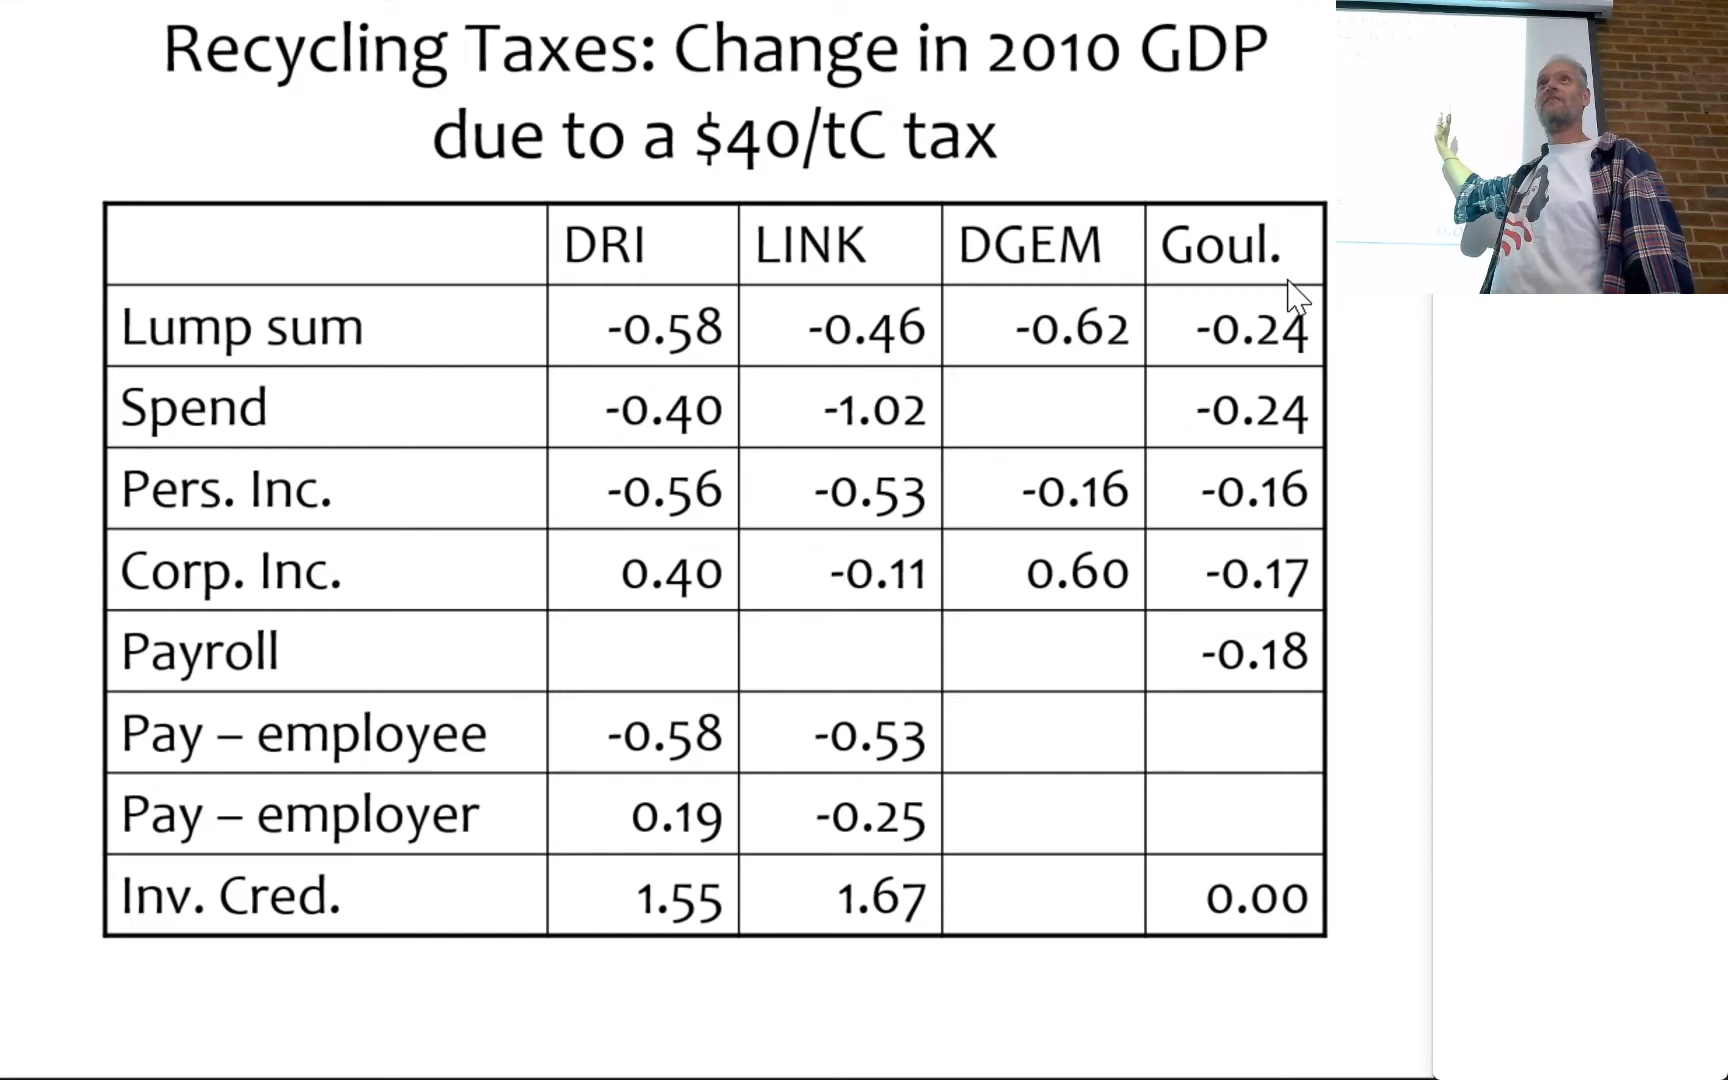 Recycling Taxes: Change in 2010 GDP
due to a $40/tC tax
DRI LINK DGEM Goul.
Lump sum -0.58 -0.46 -0.62 -0.24
Spend -0.40 -1.02 -0.24
Pers. Inc. -0.56 -0.53 -0.16 -0.16
Corp. Inc. 0.40 -0.11 0.60 -0.17
Payroll -0.18
Pay – employee -0.58 -0.53
Pay – employer 0.19 -0.25
Inv. Cred. 1.55 1.67 0.00